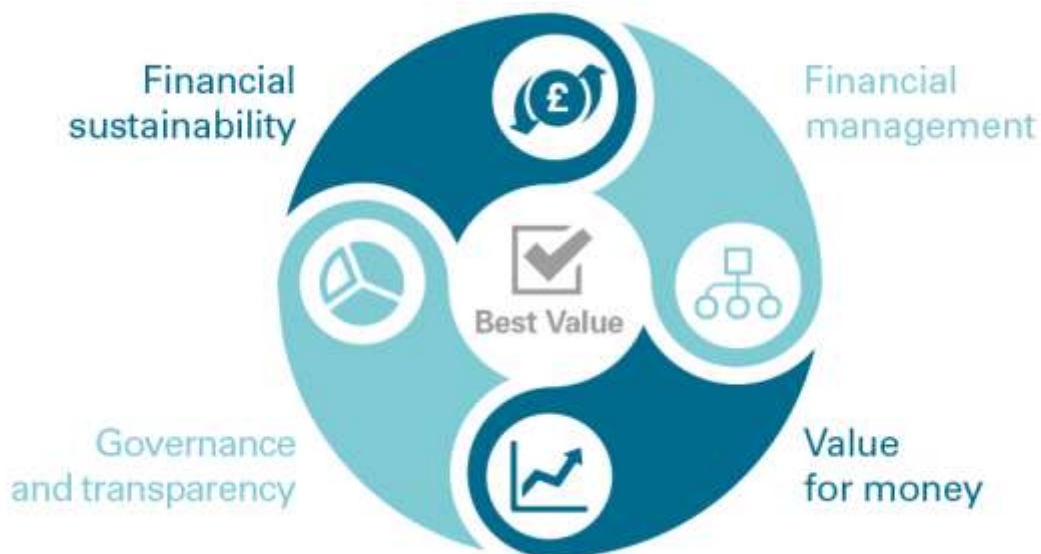 Financial
sustainability
Financial
management
£
Best Value
Governance
and transparency
Value
for money